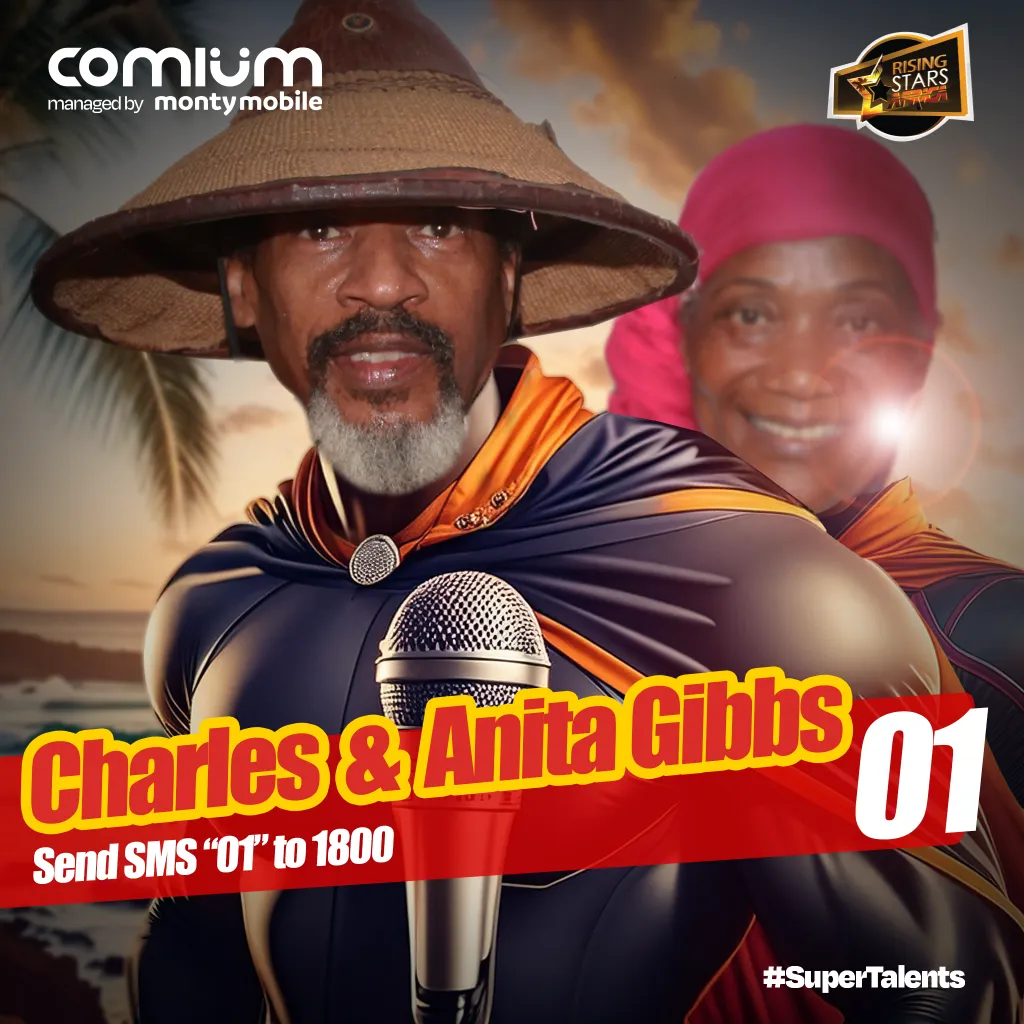 comium
managed by montymobile
RISING
STARS
AFRICA
Charles & Anita Gibbs
01
Send SMS “01” to 1800
#SuperTalents